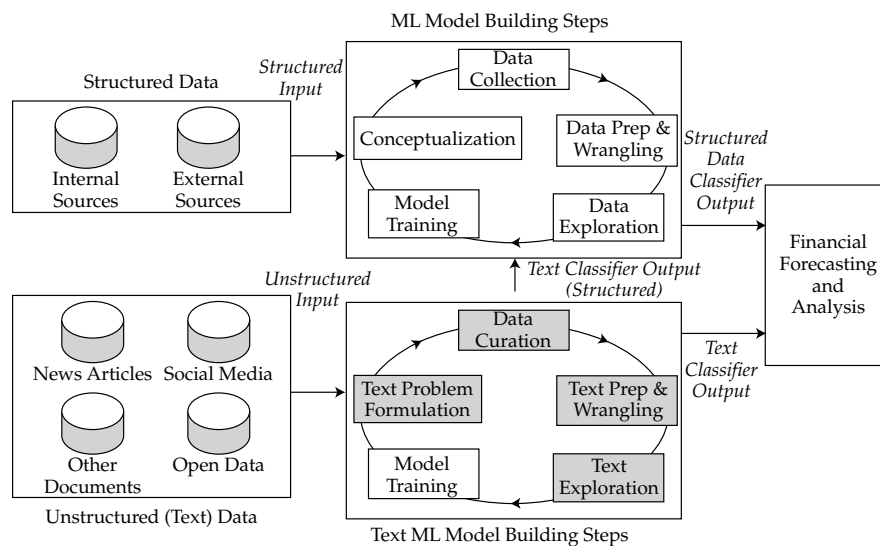 ML Model Building Steps
Structured Data
Structured
Input
Internal
Sources
External
Sources
Data
Collection
Conceptualization
Data Prep &
Wrangling
Model
Training
Data
Exploration
Structured
Data
Classifier
Output
Financial
Forecasting
and
Analysis
Text Classifier Output
(Structured)
Unstructured
Input
News Articles
Social Media
Other
Documents
Open Data
Unstructured (Text) Data
Data
Curation
Text Problem
Formulation
Text Prep &
Wrangling
Model
Training
Text
Exploration
Text
Classifier
Output
Text ML Model Building Steps